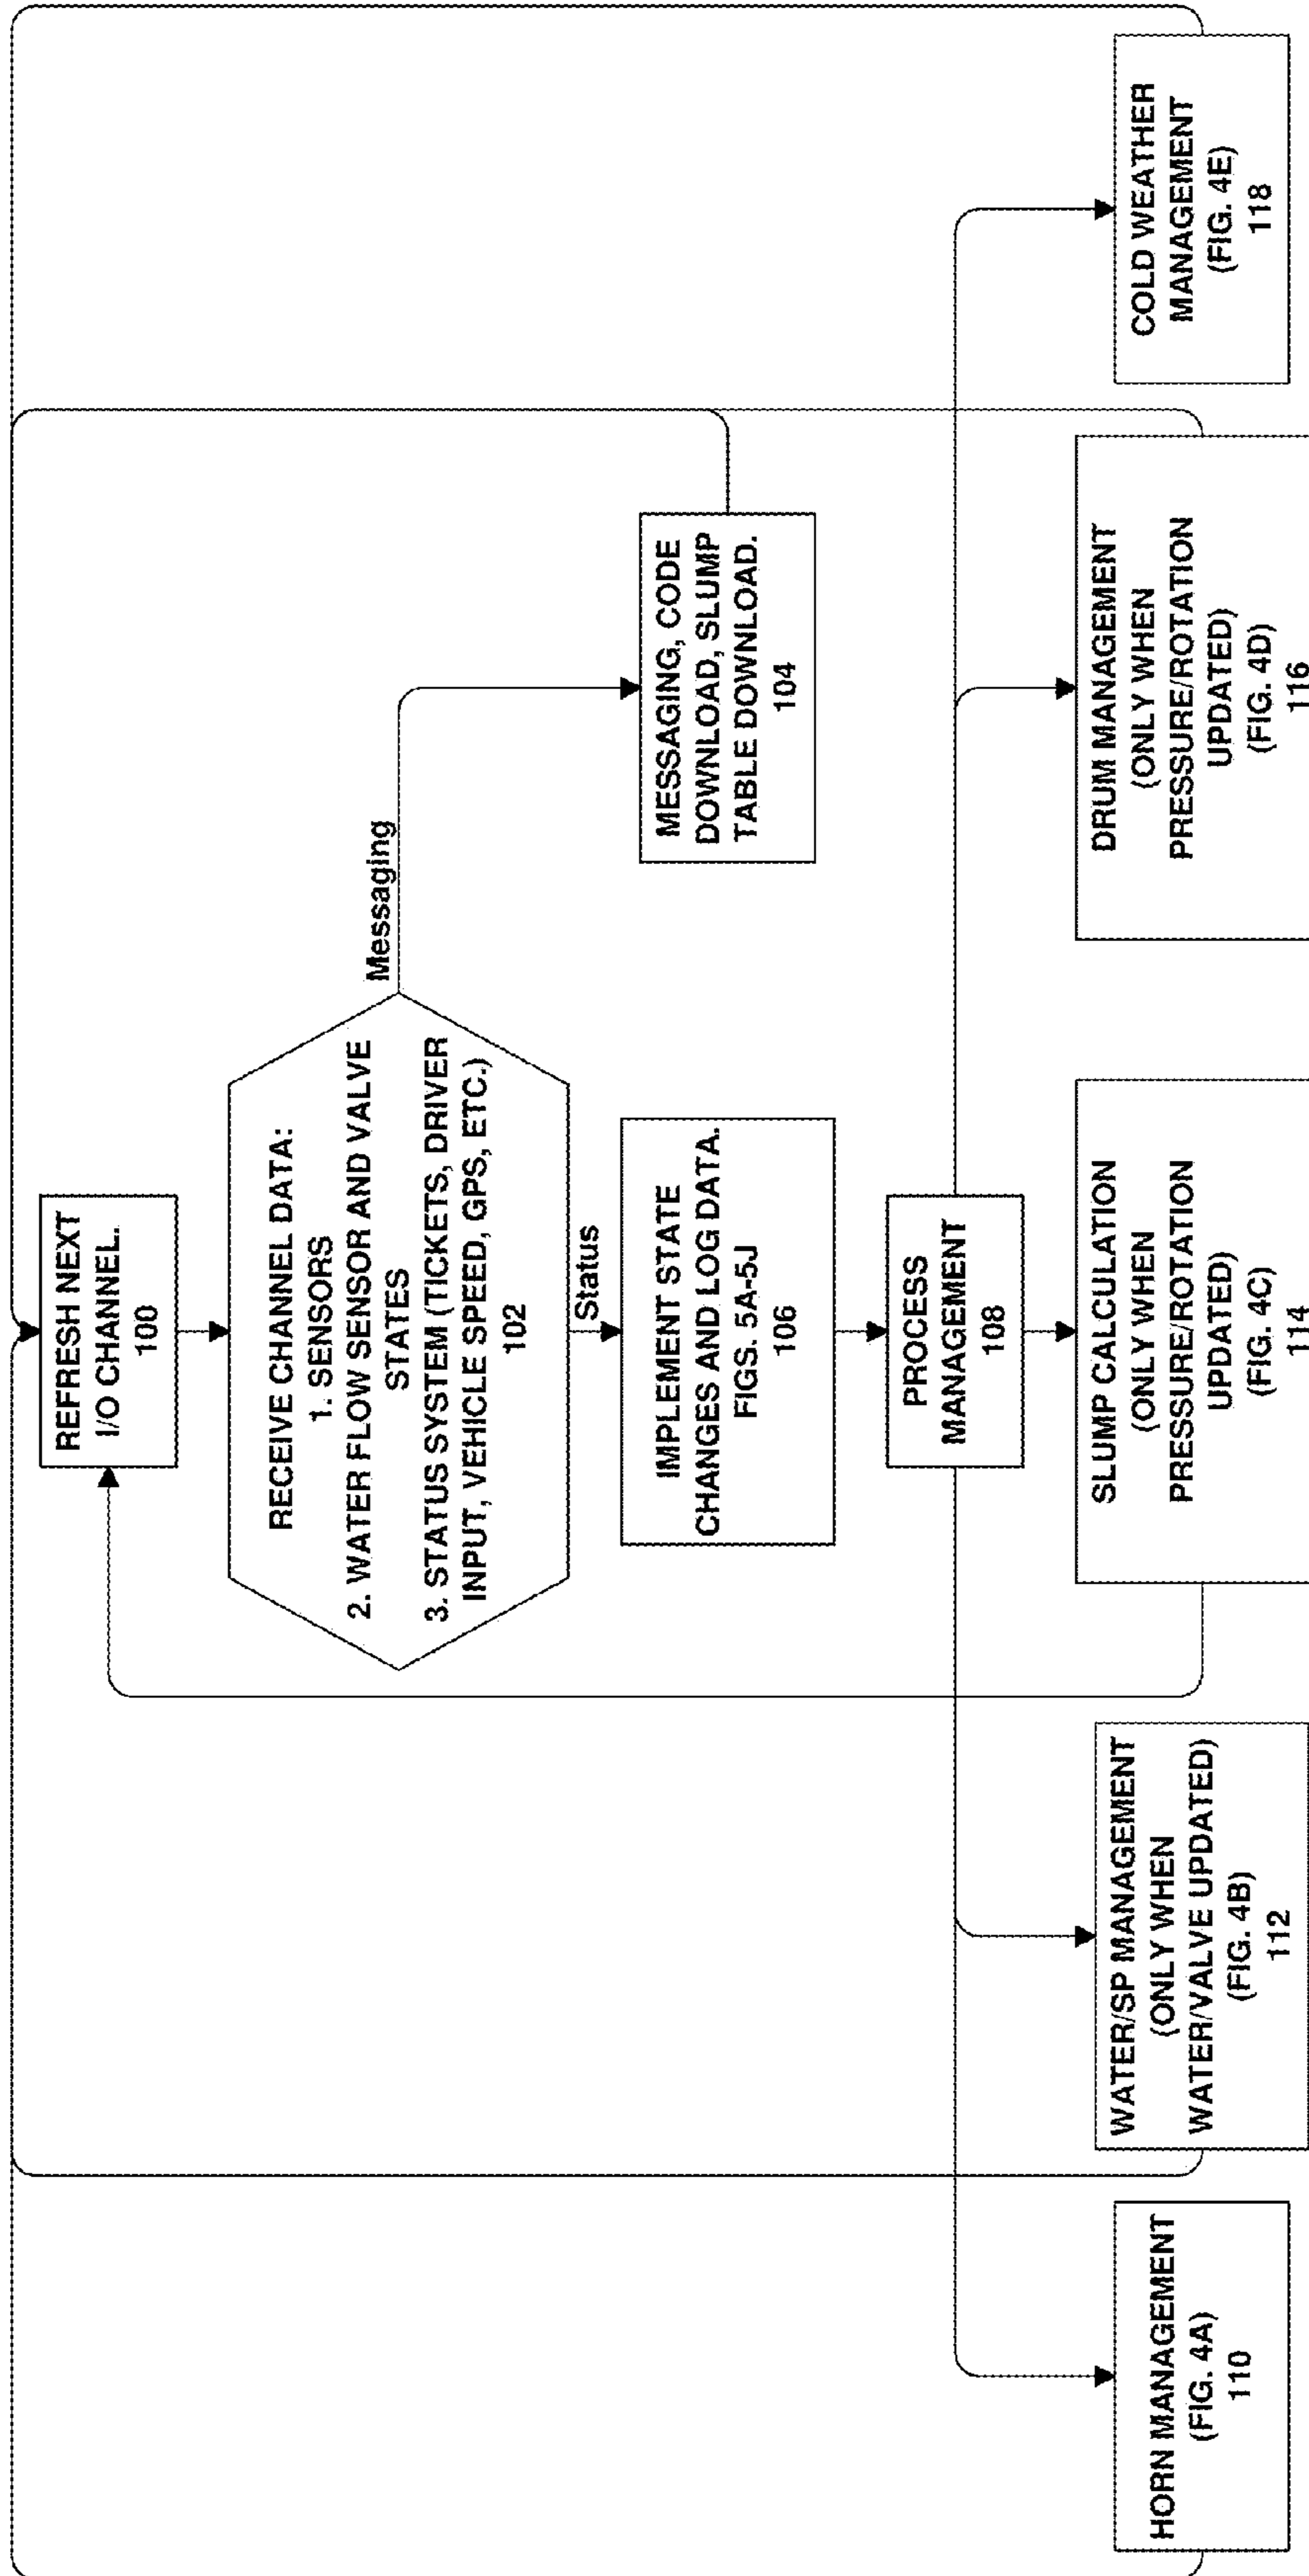 REFRESH NEXT
I/O CHANNEL.
100
RECEIVE CHANNEL DATA:
1. SENSORS
2. WATER FLOW SENSOR AND VALVE
STATES
3. STATUS SYSTEM (TICKETS, DRIVER
INPUT, VEHICLE SPEED, GPS, ETC.)
102
Messaging
Status
MESSAGING, CODE
DOWNLOAD, SLUMP
TABLE DOWNLOAD.
104
IMPLEMENT STATE
CHANGES AND LOG DATA.
FIGS. 5A-5J
106
PROCESS
MANAGEMENT
108
HORN MANAGEMENT
(FIG. 4A)
110
WATER/SP MANAGEMENT
(ONLY WHEN
WATER/VALVE UPDATED)
(FIG. 4B)
112
SLUMP CALCULATION
(ONLY WHEN
PRESSURE/ROTATION
UPDATED)
(FIG. 4C)
114
DRUM MANAGEMENT
(ONLY WHEN
PRESSURE/ROTATION
UPDATED)
(FIG. 4D)
116
COLD WEATHER
MANAGEMENT
(FIG. 4E)
118